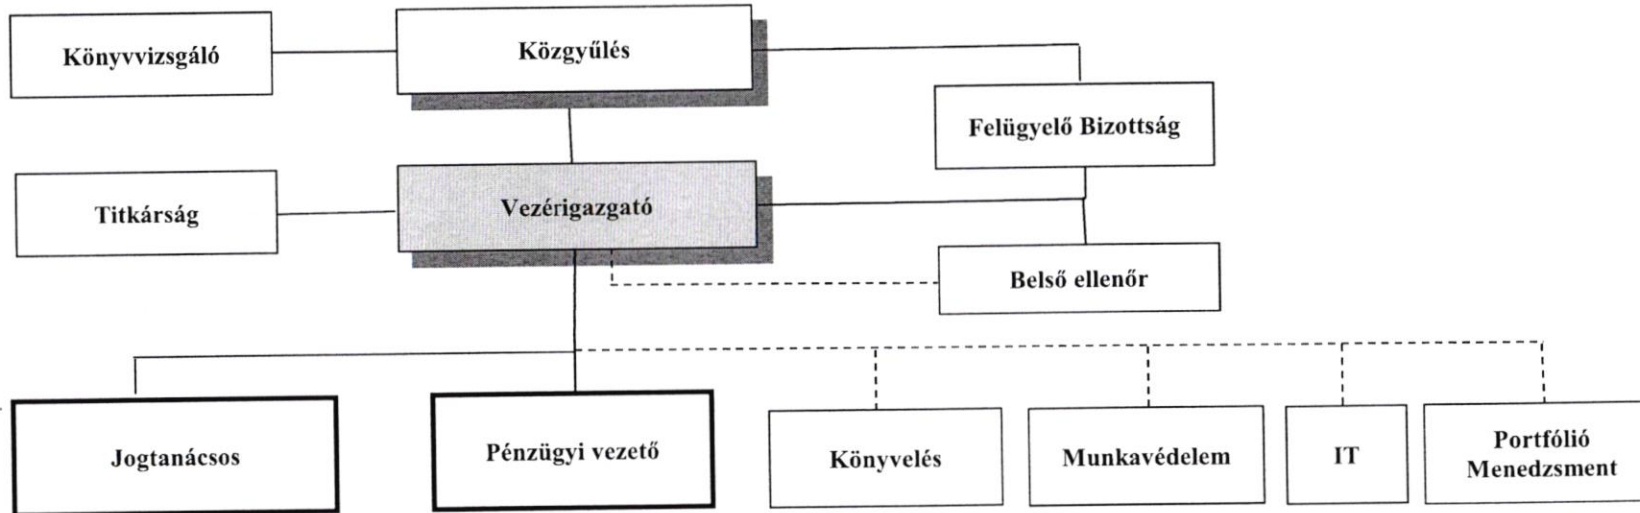 Könyvvizsgáló
Közgyűlés
Felügyelő Bizottság
Titkárság
Vezérigazgató
Belső ellenőr
Jogtanácsos
Pénzügyi vezető
Könyvelés
Munkavédelem
IT
Portfólió
Menedzsment